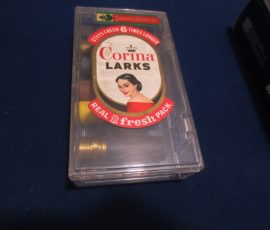 STAYS FRESH 6 TIMES LONGER
Corina
LARKS
REAL fresh PACK